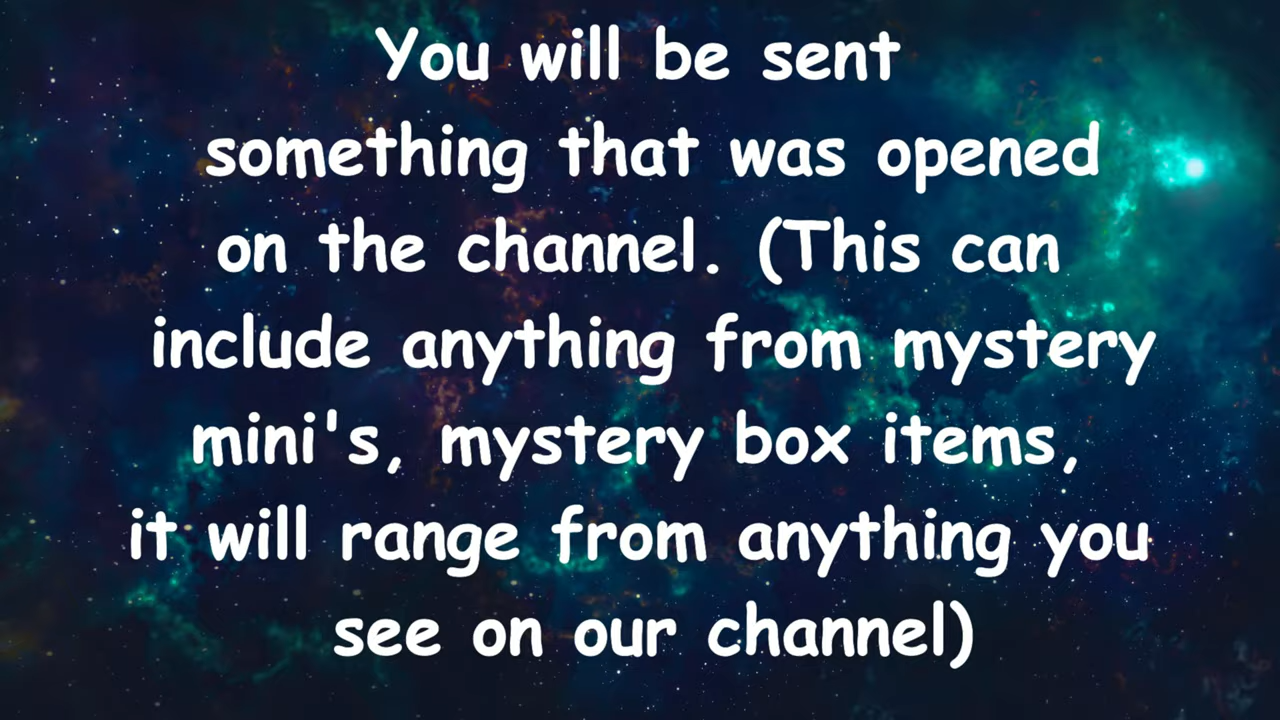 You will be sent
something that was opened
on the channel. (This can
include anything from mystery
mini's, mystery box items,
it will range from anything you
see on our channel)